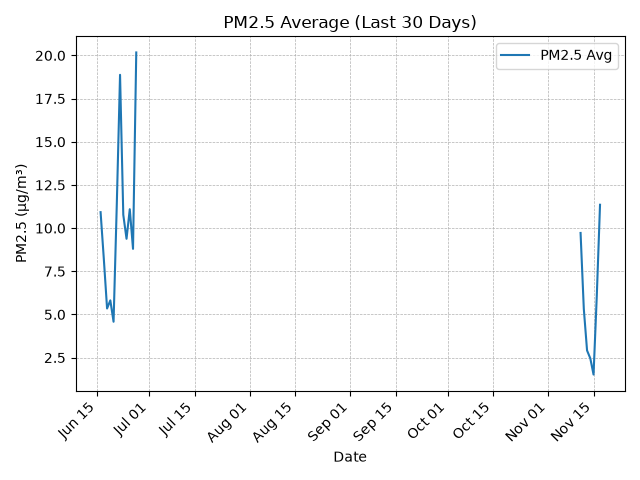 PM2.5 Average (Last 30 Days)
PM2.5 Avg
20.0
17.5
15.0
12.5
10.0
7.5
5.0
2.5
PM2.5 (µg/m³)
Jun 15
Jul 01
Jul 15
Aug 01
Aug 15
Sep 01
Sep 15
Oct 01
Oct 15
Nov 01
Nov 15
Date